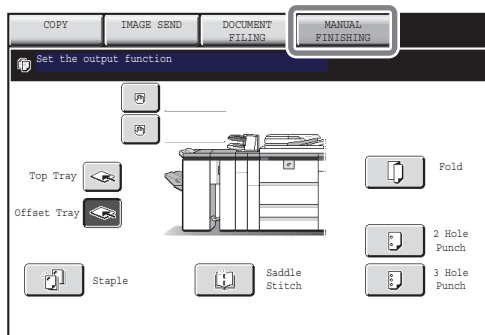 COPY
IMAGE SEND
DOCUMENT
FILING
MANUAL
FINISHING
Set the output function
Top Tray
Offset Tray
Fold
2 Hole
Punch
Staple
Saddle
Stitch
3 Hole
Punch